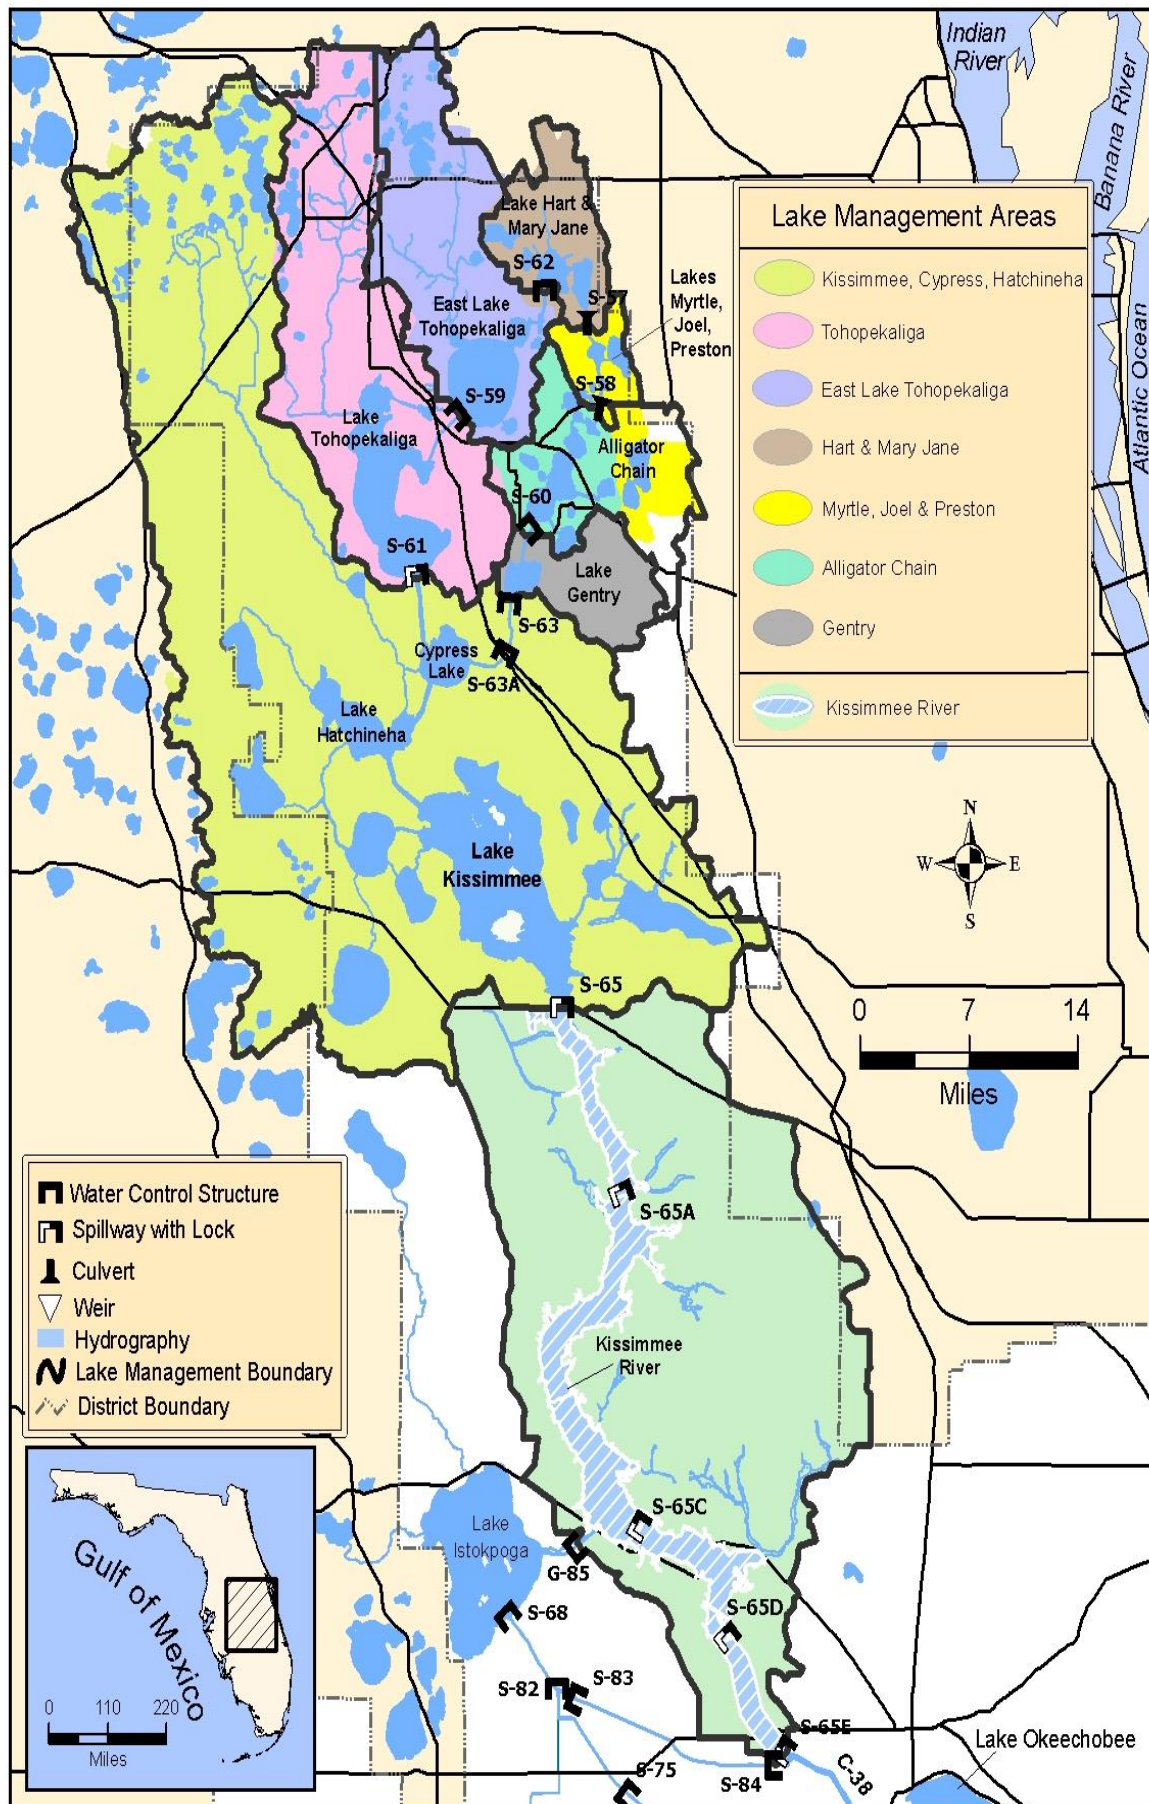 Indian
River
Banana River
Atlantic Ocean
Lake Hart &
Mary Jane
S-62
S-57
Lakes
Myrtle,
Joel,
Preston
East Lake
Tohopekaliga
S-59
S-58
Lake
Tohopekaliga
Alligator
Chain
S-60
S-61
Lake
Gentry
S-63
Cypress
Lake
S-63A
Lake
Hatchineha
Lake
Kissimmee
S-65
Lake Management Areas
Kissimmee, Cypress, Hatchineha
Tohopekaliga
East Lake Tohopekaliga
Hart & Mary Jane
Myrtle, Joel & Preston
Alligator Chain
Gentry
Kissimmee River
N
W
E
S
0 7 14
Miles
Water Control Structure
Spillway with Lock
Culvert
Weir
Hydrography
Lake Management Boundary
District Boundary
S-65A
Kissimmee
River
S-65C
Lake
Istokpoga
G-85
S-68
S-65D
S-82
S-83
S-65E
S-84
S-75
C-38
Lake Okeechobee
Gulf of Mexico
0 110 220
Miles